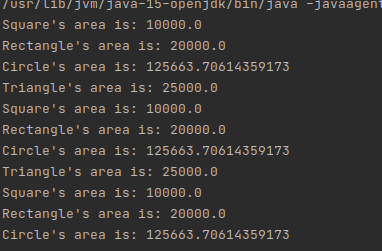 /usr/lib/jvm/java-15-openjdk/bin/java -javaagent
Square's area is: 10000.0
Rectangle's area is: 20000.0
Circle's area is: 125663.70614359173
Triangle's area is: 25000.0
Square's area is: 10000.0
Rectangle's area is: 20000.0
Circle's area is: 125663.70614359173
Triangle's area is: 25000.0
Square's area is: 10000.0
Rectangle's area is: 20000.0
Circle's area is: 125663.70614359173